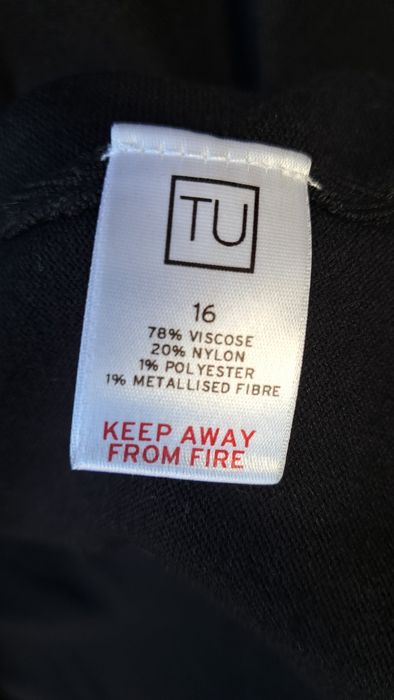 TU
16
78% VISCOSE
20% NYLON
1% POLYESTER
1% METALLISED FIBRE
KEEP AWAY
FROM FIRE